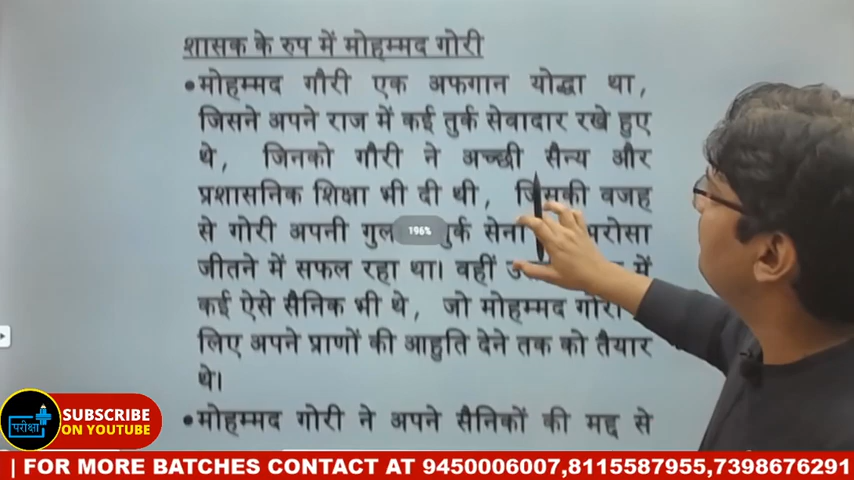 शासक के रुप में मोहम्मद गोरी
•मोहम्मद गौरी एक अफगान योद्धा था,
जिसने अपने राज में कई तुर्क सेवादार रखे हुए
थे, जिनको गौरी ने अच्छी सैन्य और
प्रशासनिक शिक्षा भी दी थी, जिसकी वजह
से गोरी अपनी सेना
196%
जीतने में सफल रहा था। वहीं में
कई ऐसे सैनिक भी थे, जो मोहम्मद गोरी
लिए अपने प्राणों की आहुति देने तक को तैयार
थे।
•मोहम्मद गोरी ने अपने सैनिकों की मद्द से
परीक्षा
SUBSCRIBE
ON YOUTUBE
| FOR MORE BATCHES CONTACT AT 9450006007,8115587955,7398676291